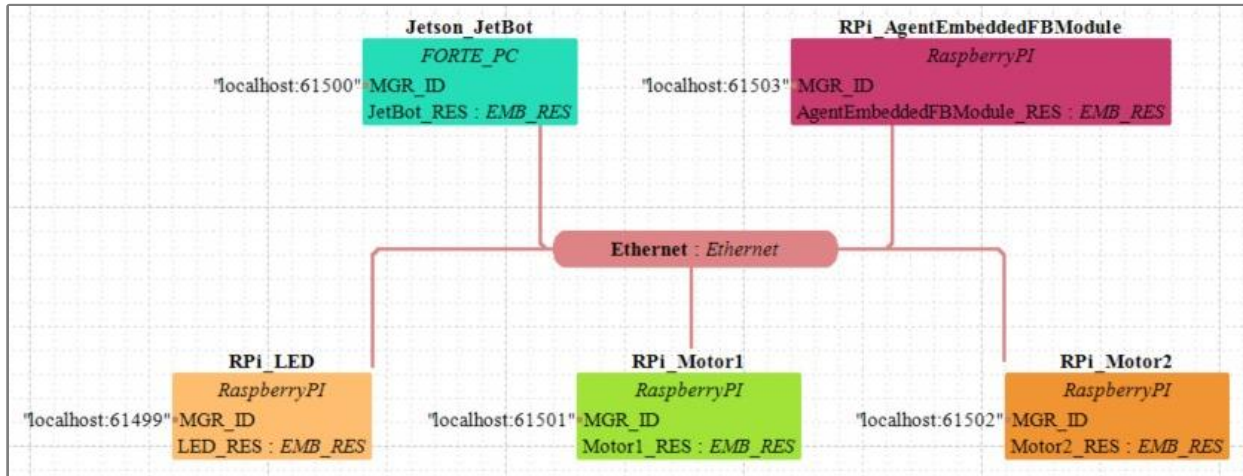 Jetson_JetBot
FORTE_PC
"localhost:61500" MGR_ID
JetBot_RES : EMB_RES
RPi_AgentEmbeddedFBModule
RaspberryPI
"localhost:61503" MGR_ID
AgentEmbeddedFBModule_RES : EMB_RES
Ethernet : Ethernet
RPi_LED
RaspberryPI
"localhost:61499" MGR_ID
LED_RES : EMB_RES
RPi_Motor1
RaspberryPI
"localhost:61501" MGR_ID
Motor1_RES : EMB_RES
RPi_Motor2
RaspberryPI
"localhost:61502" MGR_ID
Motor2_RES : EMB_RES